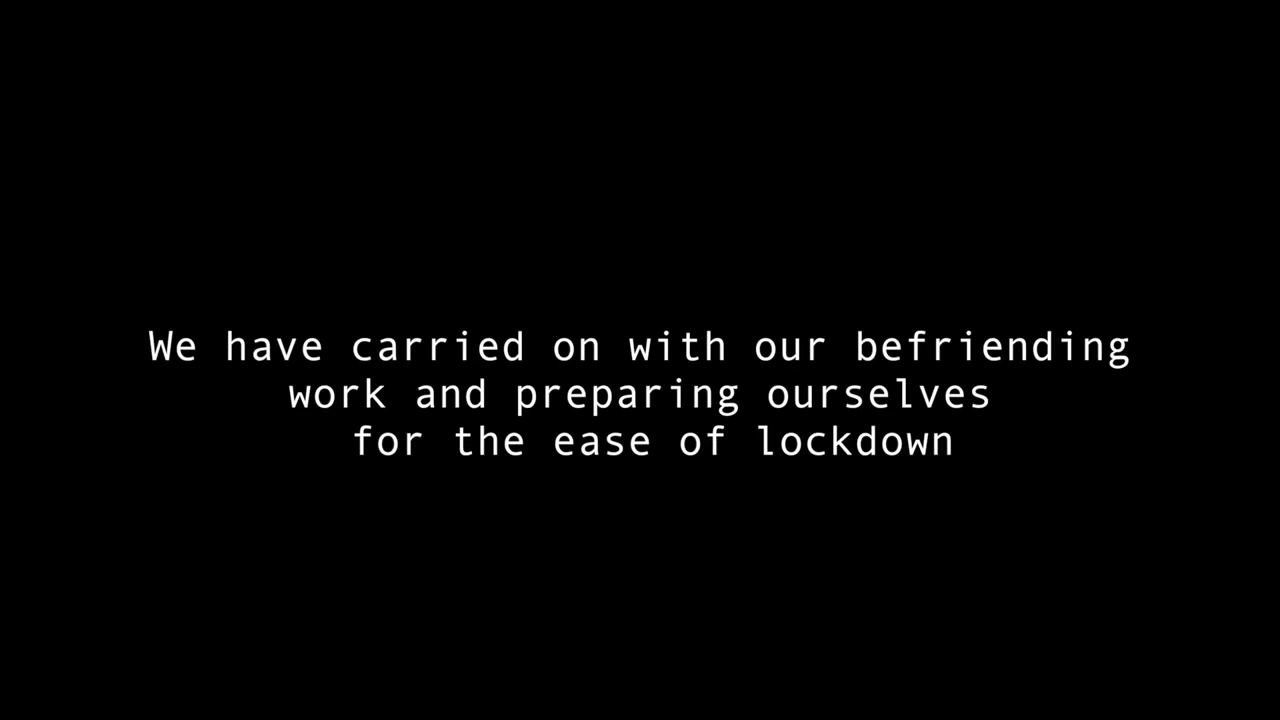 We have carried on with our befriending
work and preparing ourselves
for the ease of lockdown